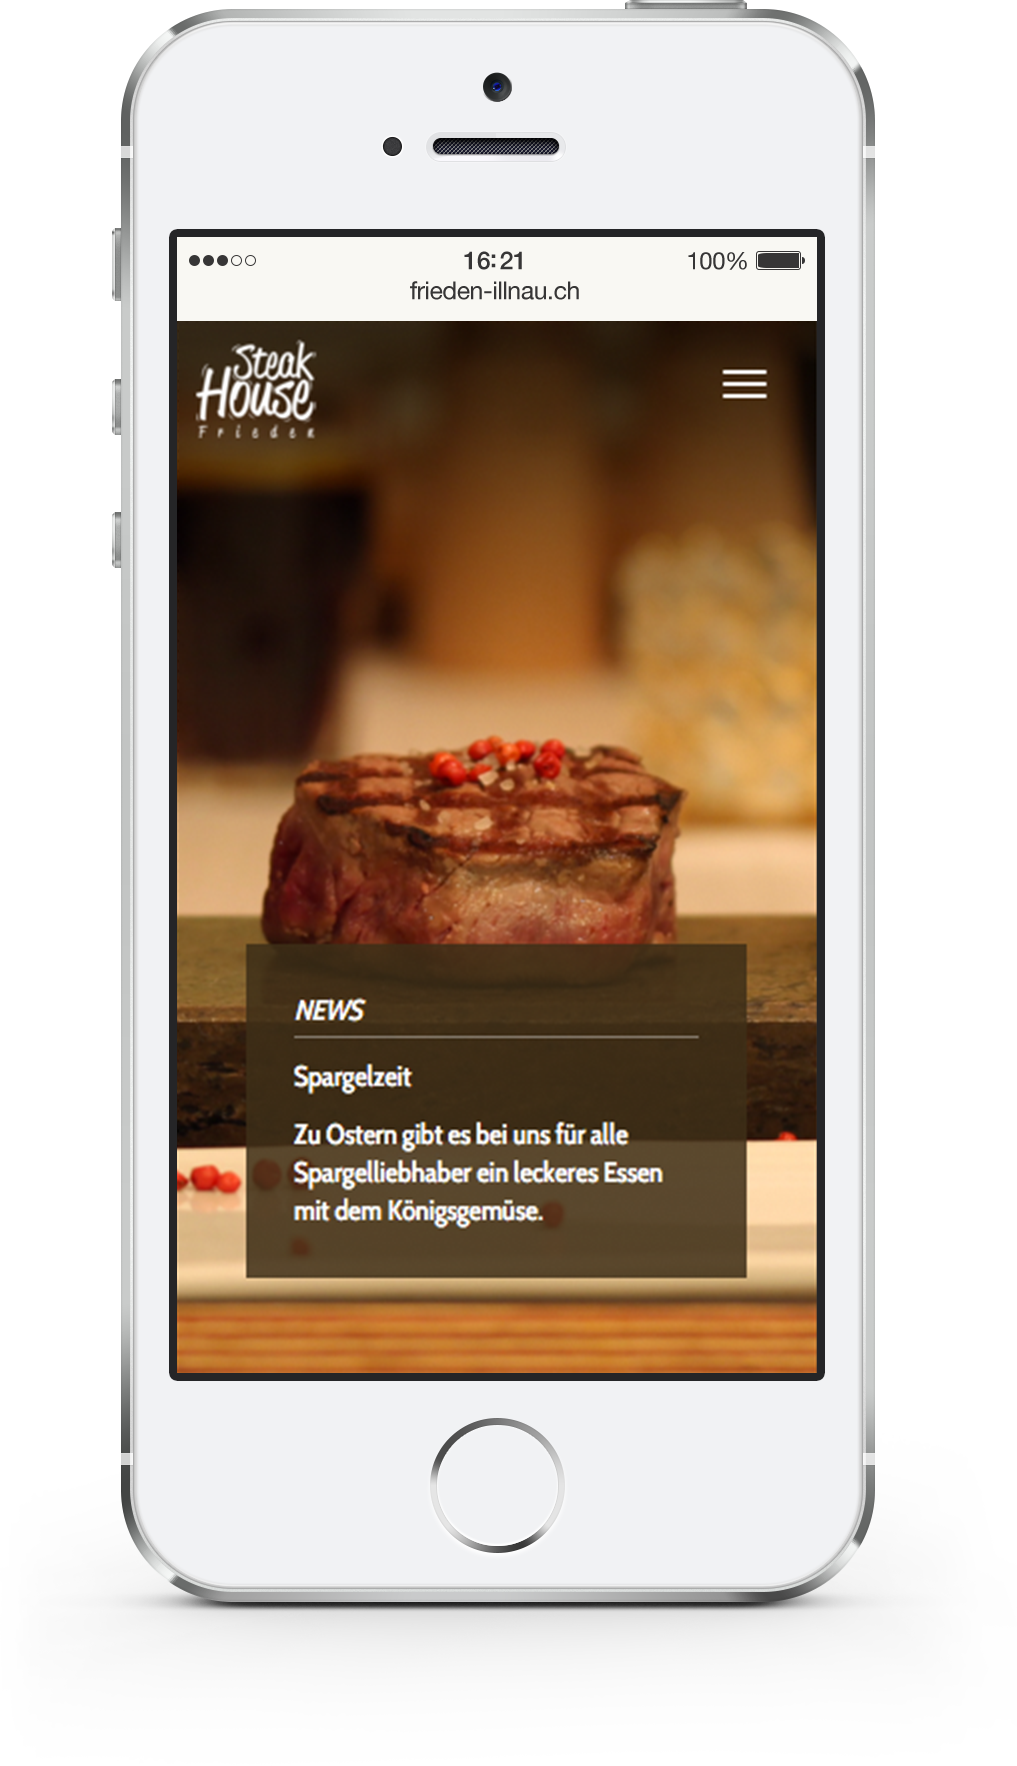 16:21
100%
frieden-illnau.ch
Steak
House
Frieden
NEWS
Spargelzeit
Zu Ostern gibt es bei uns für alle
Spargelliebhaber ein leckeres Essen
mit dem Königsgemüse.